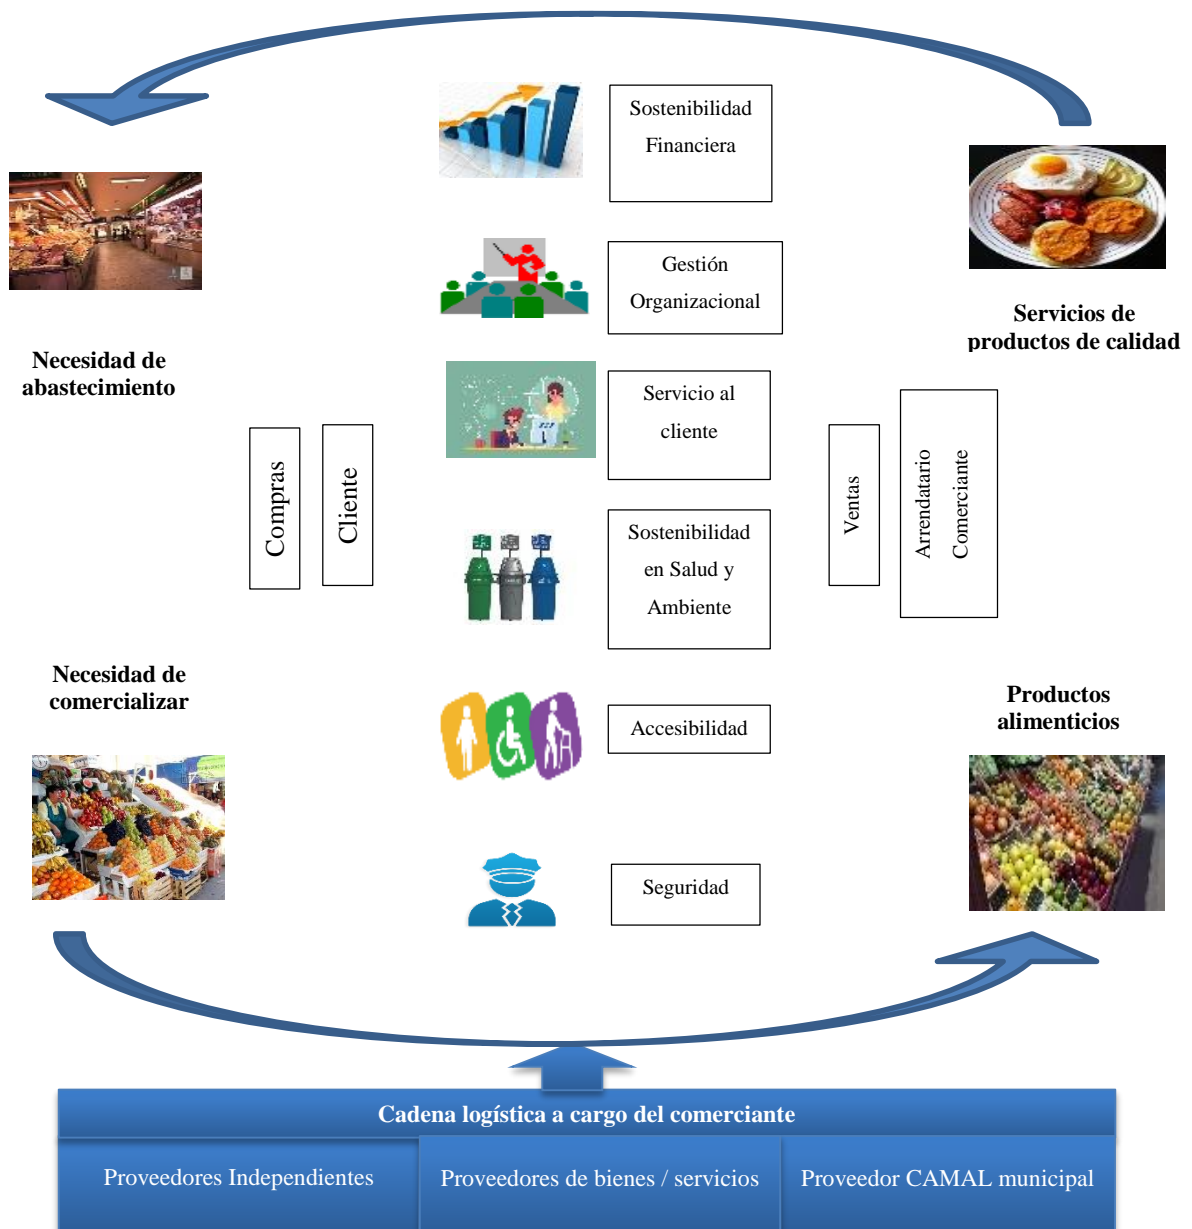 Sostenibilidad
Financiera
Gestión
Organizacional
Servicios de
productos de calidad
Necesidad de
abastecimiento
Servicio al
cliente
Compras
Cliente
Ventas
Arrendatario
Comerciante
Sostenibilidad
en Salud y
Ambiente
Necesidad de
comercializar
Productos
alimenticios
Accesibilidad
Seguridad
Cadena logística a cargo del comerciante
Proveedores Independientes
Proveedores de bienes / servicios
Proveedor CAMAL municipal